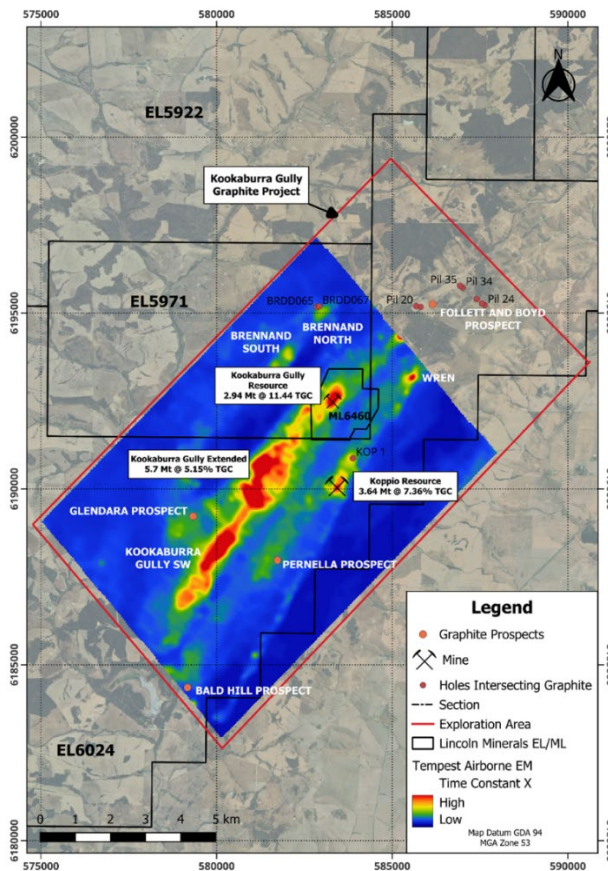 575000 580000 585000 590000
N
EL5922
6200000 6200000
Kookaburra Gully
Graphite Project
Pil 35 Pil 34
EL5971
6195000
BRDD065 BRDD067 Pil 20 Pil 24
FOLLETT AND BOYD
PROSPECT
BRENNAND
NORTH
BRENNAND
SOUTH
Kookaburra Gully
Resource
2.94 Mt @ 11.44 TGC
WREN
ML6460
Kookaburra Gully Extended
5.7 Mt @ 5.15% TGC
KOP 1
6190000
Koppio Resource
3.64 Mt @ 7.36% TGC
GLENDARA PROSPECT
KOOKABURRA
GULLY SW
PERNELLA PROSPECT
6185000
BALD HILL PROSPECT
EL6024
0 1 2 3 4 5 km
6180000
575000 580000 585000 590000
Legend
Graphite Prospects
Mine
Holes Intersecting Graphite
Section
Exploration Area
Lincoln Minerals EL/ML
Tempest Airborne EM
Time Constant X
High
Low
Map Datum GDA 94
MGA Zone 53